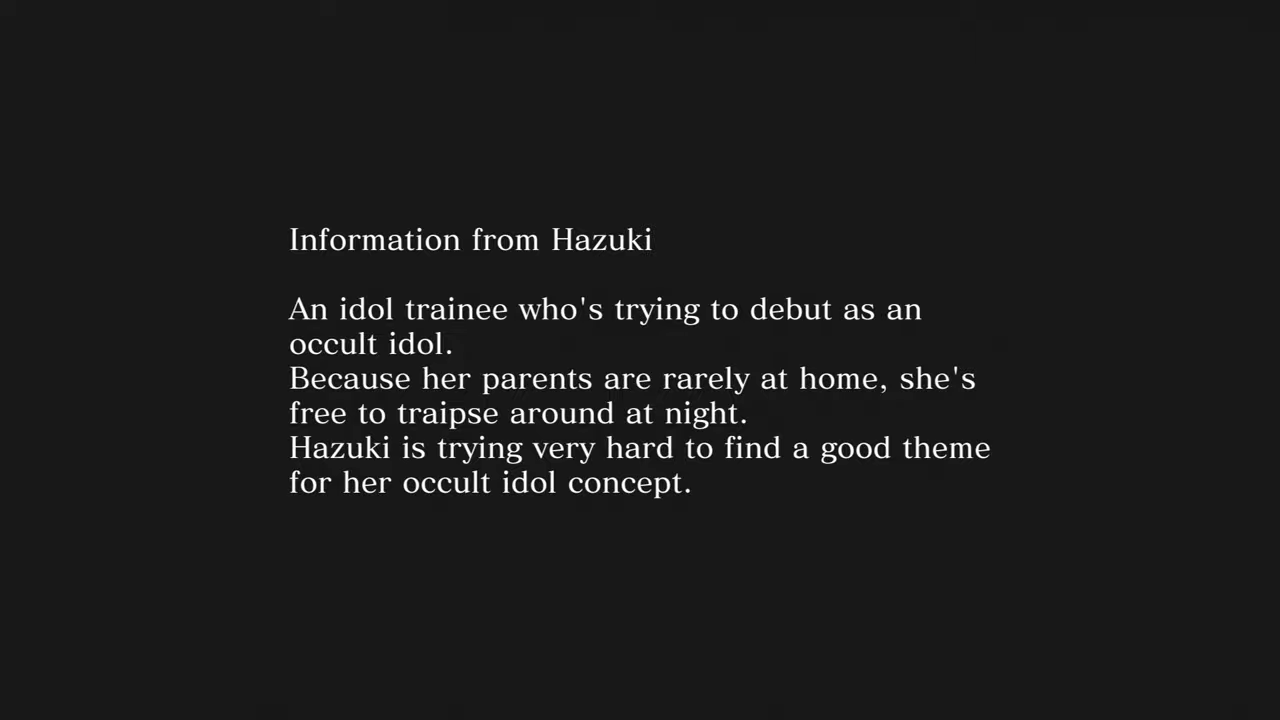 Information from Hazuki
An idol trainee who's trying to debut as an
occult idol.
Because her parents are rarely at home, she's
free to traipse around at night.
Hazuki is trying very hard to find a good theme
for her occult idol concept.